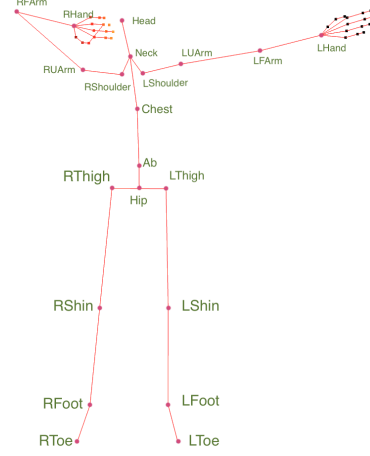 RFArm
RHand
Head
LHand
Neck
LUArm
LFArm
RUArm
RShoulder
LShoulder
Chest
Ab
RThigh
LThigh
Hip
RShin
LShin
RFoot
LFoot
RToe
LToe